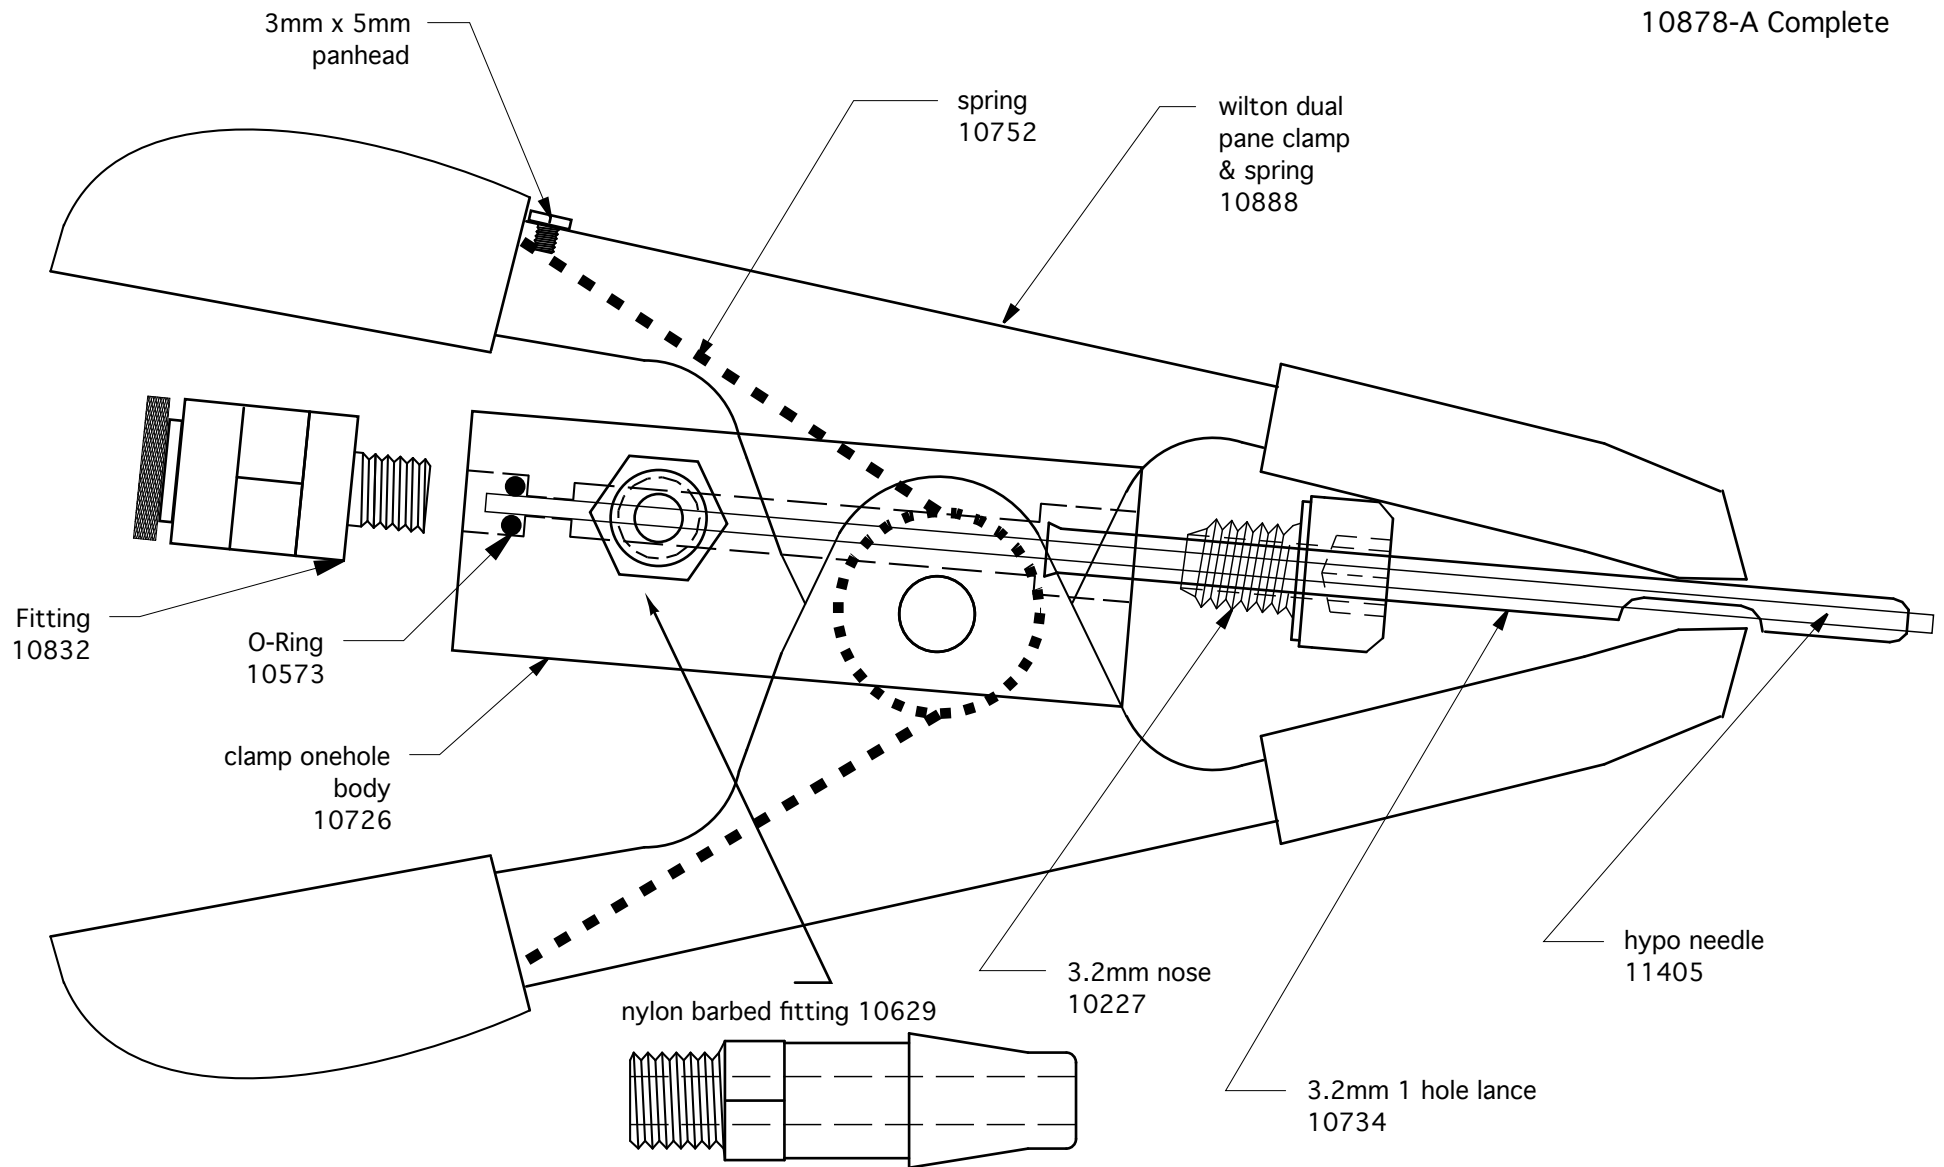 10878-A Complete
3mm x 5mm
panhead
spring
10752
wilton dual
pane clamp
& spring
10888
Fitting
10832
O-Ring
10573
clamp onehole
body
10726
hypo needle
11405
3.2mm nose
10227
nylon barbed fitting 10629
3.2mm 1 hole lance
10734